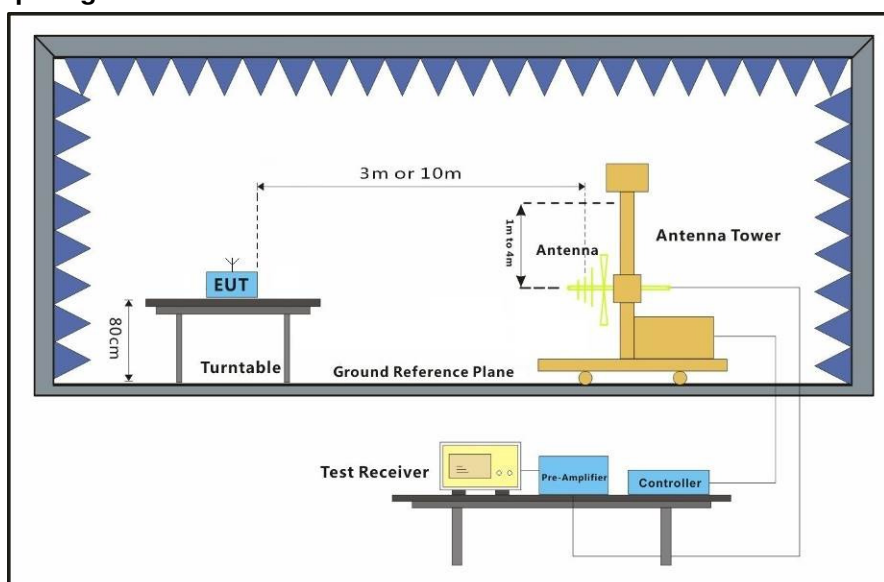 3m or 10m
1m to 4m
Antenna
Antenna Tower
EUT
80cm
Turntable
Ground Reference Plane
Test Receiver
Pre-Amplifier
Controller